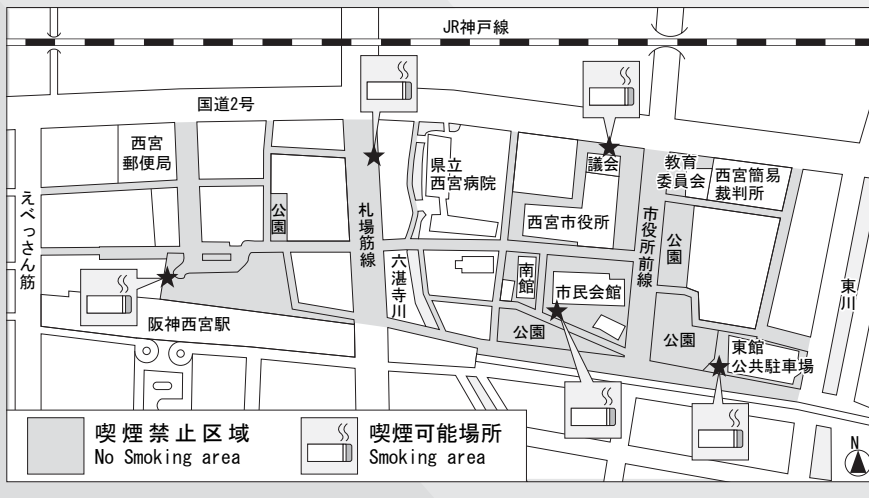 JR神戸線
国道2号
西宮
郵便局
県立
西宮病院
議会
教育
委員会
西宮簡易
裁判所
えべっさん筋
公園
札場筋線
西宮市役所
市役所前線
公園
六湛寺川
南館
市民会館
東川
阪神西宮駅
公園
公園
東館
公共駐車場
喫煙禁止区域
No Smoking area
喫煙可能場所
Smoking area
N